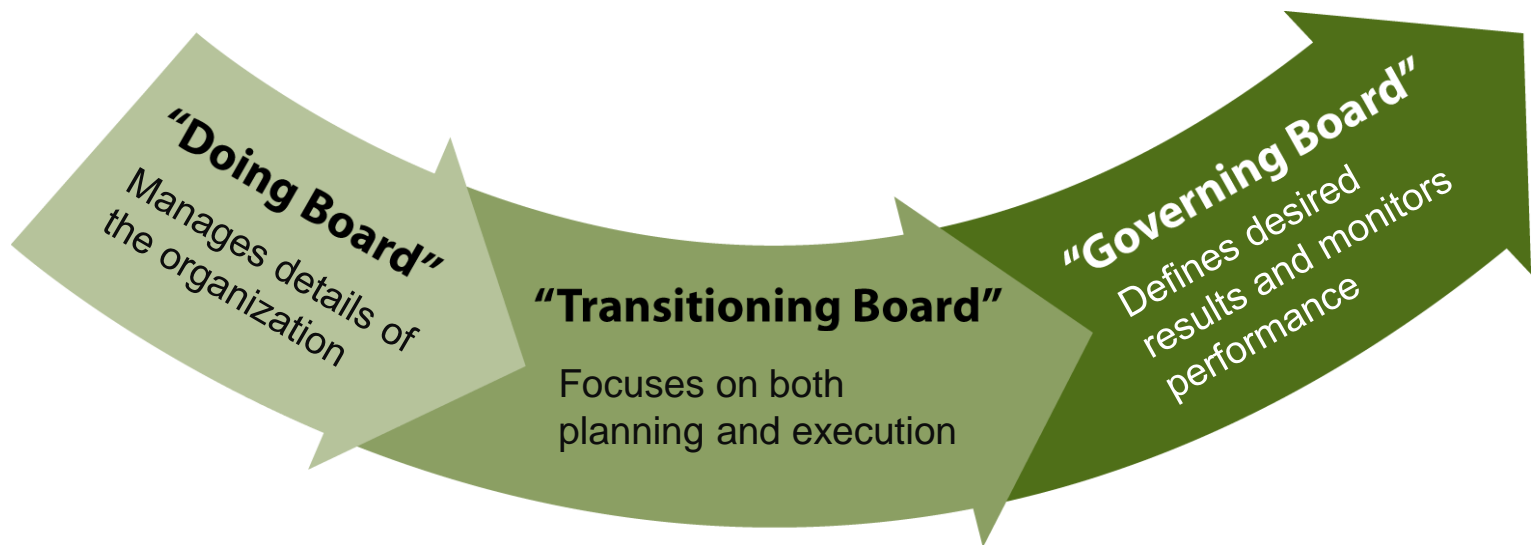 “Doing Board”
Manages details of
the organization
“Transitioning Board”
Focuses on both
planning and execution
“Governing Board”
Defines desired
results and monitors
performance